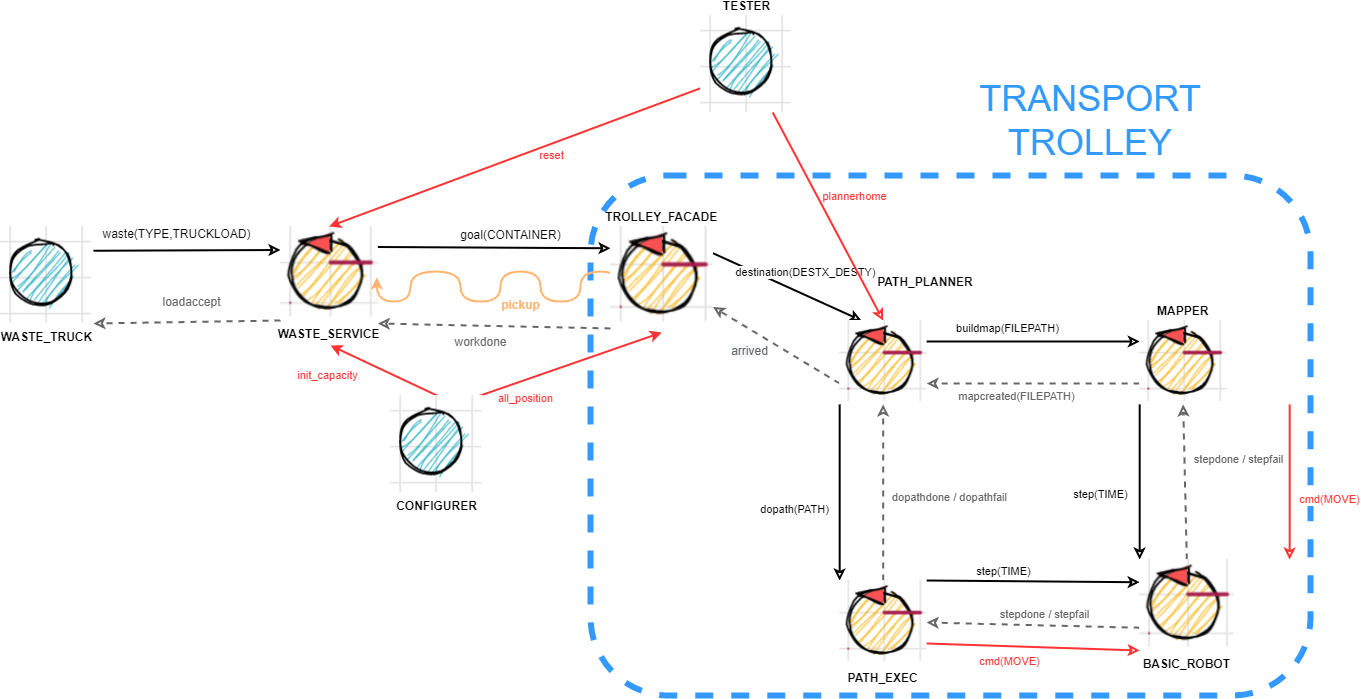 TESTER
TRANSPORT
TROLLEY
reset
plannerhome
TROLLEY_FACADE
waste(TYPE,TRUCKLOAD)
goal(CONTAINER)
destination(DESTX_DESTY)
PATH_PLANNER
loadaccept
pickup
WASTE_TRUCK
WASTE_SERVICE
workdone
arrived
buildmap(FILEPATH)
MAPPER
init_capacity
all_position
mapcreated(FILEPATH)
CONFIGURER
stepdone / stepfail
dopath(PATH)
dopathdone / dopathfail
step(TIME)
cmd(MOVE)
step(TIME)
stepdone / stepfail
cmd(MOVE)
PATH_EXEC
BASIC_ROBOT